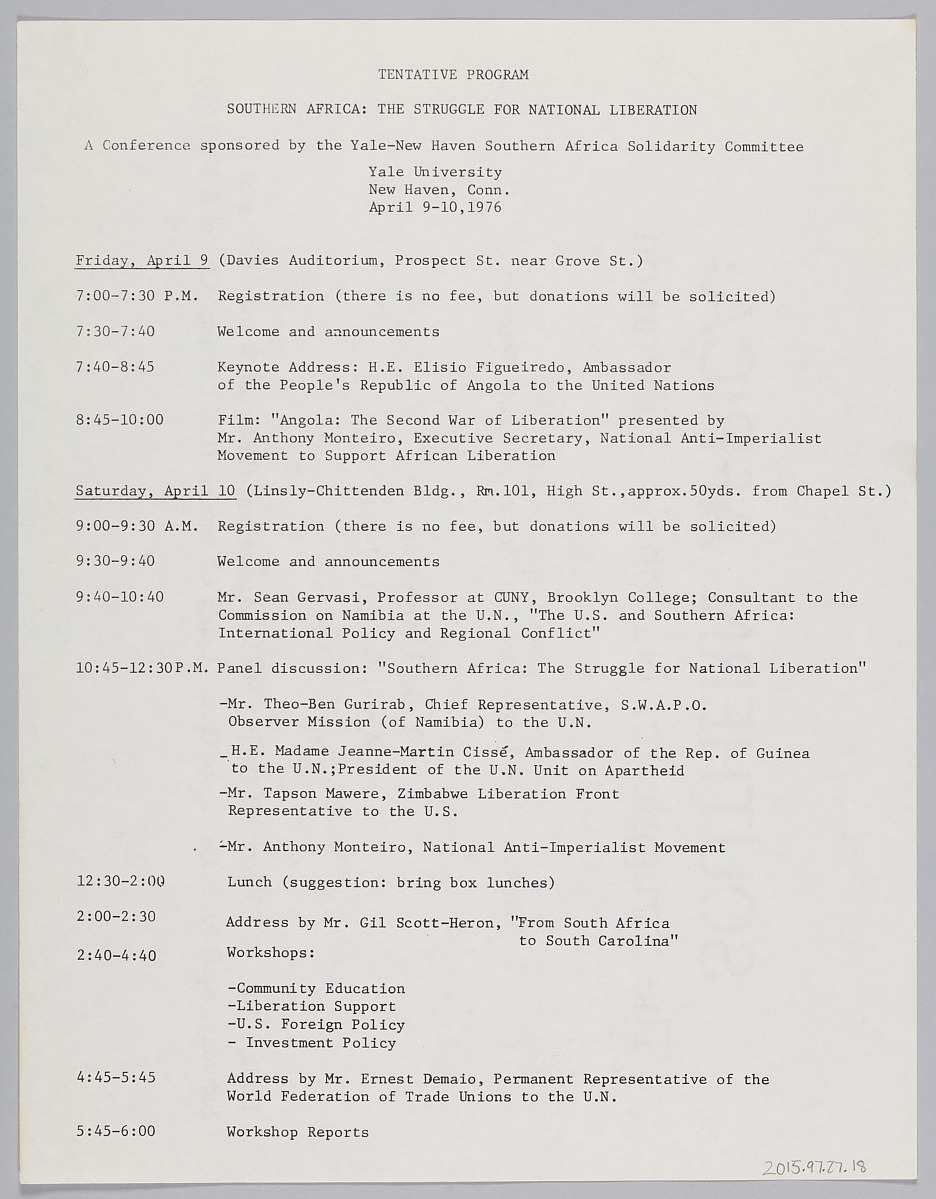 TENTATIVE PROGRAM
SOUTHERN AFRICA: THE STRUGGLE FOR NATIONAL LIBERATION
A Conference sponsored by the Yale-New Haven Southern Africa Solidarity Committee
Yale University
New Haven, Conn.
April 9-10,1976
Friday, April 9 (Davies Auditorium, Prospect St. near Grove St.)
7:00-7:30 P.M. Registration (there is no fee, but donations will be solicited)
7:30-7:40 Welcome and announcements
7:40-8:45 Keynote Address: H.E. Elisio Figueiredo, Ambassador
of the People's Republic of Angola to the United Nations
8:45-10:00 Film: "Angola: The Second War of Liberation" presented by
Mr. Anthony Monteiro, Executive Secretary, National Anti-Imperialist
Movement to Support African Liberation
Saturday, April 10 (Linsly-Chittenden Bldg., Rm.101, High St.,approx.50yds. from Chapel St.)
9:00-9:30 A.M. Registration (there is no fee, but donations will be solicited)
9:30-9:40 Welcome and announcements
9:40-10:40 Mr. Sean Gervasi, Professor at CUNY, Brooklyn College; Consultant to the
Commission on Namibia at the U.N., "The U.S. and Southern Africa:
International Policy and Regional Conflict"
10:45-12:30P.M. Panel discussion: "Southern Africa: The Struggle for National Liberation"
-Mr. Theo-Ben Gurirab, Chief Representative, S.W.A.P.O.
Observer Mission (of Namibia) to the U.N.
_H.E. Madame Jeanne-Martin Cissé, Ambassador of the Rep. of Guinea
to the U.N.;President of the U.N. Unit on Apartheid
-Mr. Tapson Mawere, Zimbabwe Liberation Front
Representative to the U.S.
-Mr. Anthony Monteiro, National Anti-Imperialist Movement
12:30-2:00 Lunch (suggestion: bring box lunches)
2:00-2:30 Address by Mr. Gil Scott-Heron, "From South Africa
to South Carolina"
2:40-4:40 Workshops:
-Community Education
-Liberation Support
-U.S. Foreign Policy
- Investment Policy
4:45-5:45 Address by Mr. Ernest Demaio, Permanent Representative of the
World Federation of Trade Unions to the U.N.
5:45-6:00 Workshop Reports
2015.97.27.18